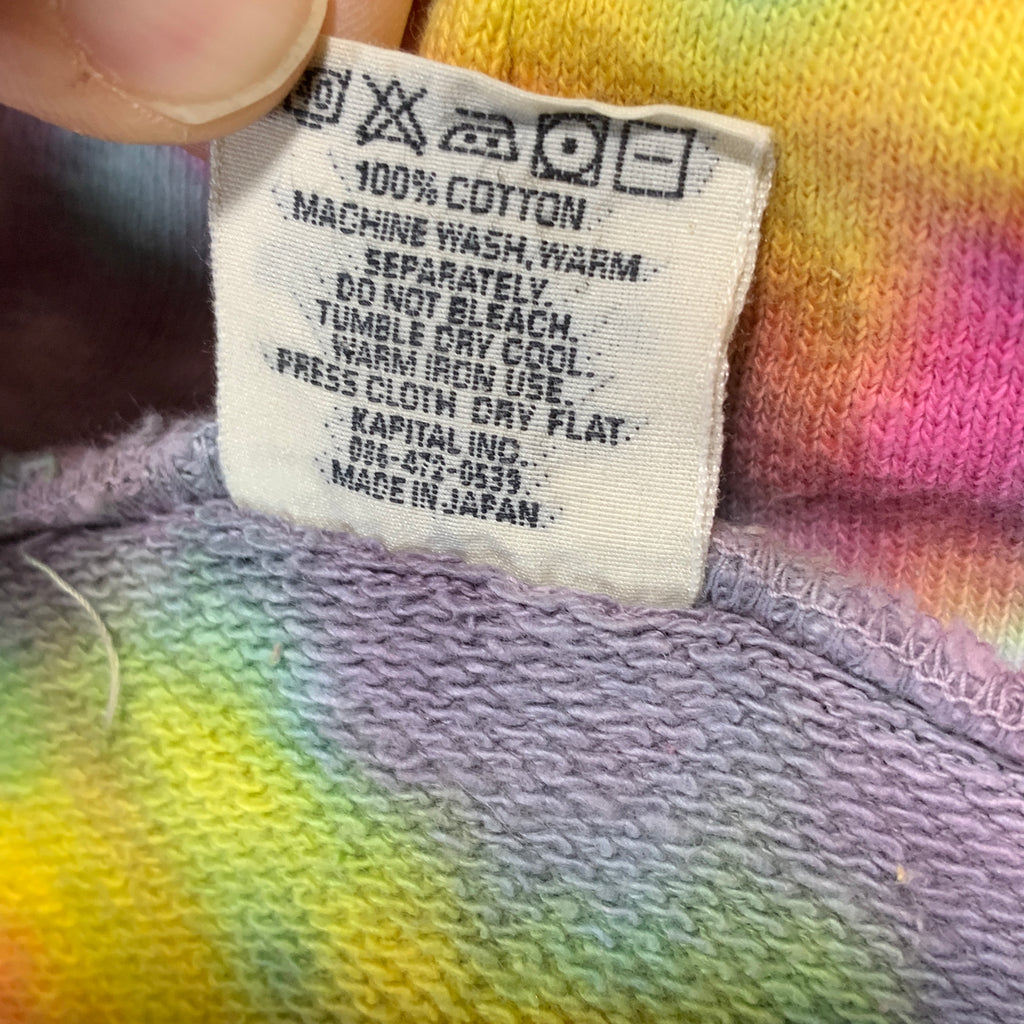 100% COTTON
MACHINE WASH, WARM
SEPARATELY.
DO NOT BLEACH.
TUMBLE DRY COOL.
WARM IRON USE.
PRESS CLOTH DRY FLAT
KAPITAL INC.
086-472-0539
MADE IN JAPAN